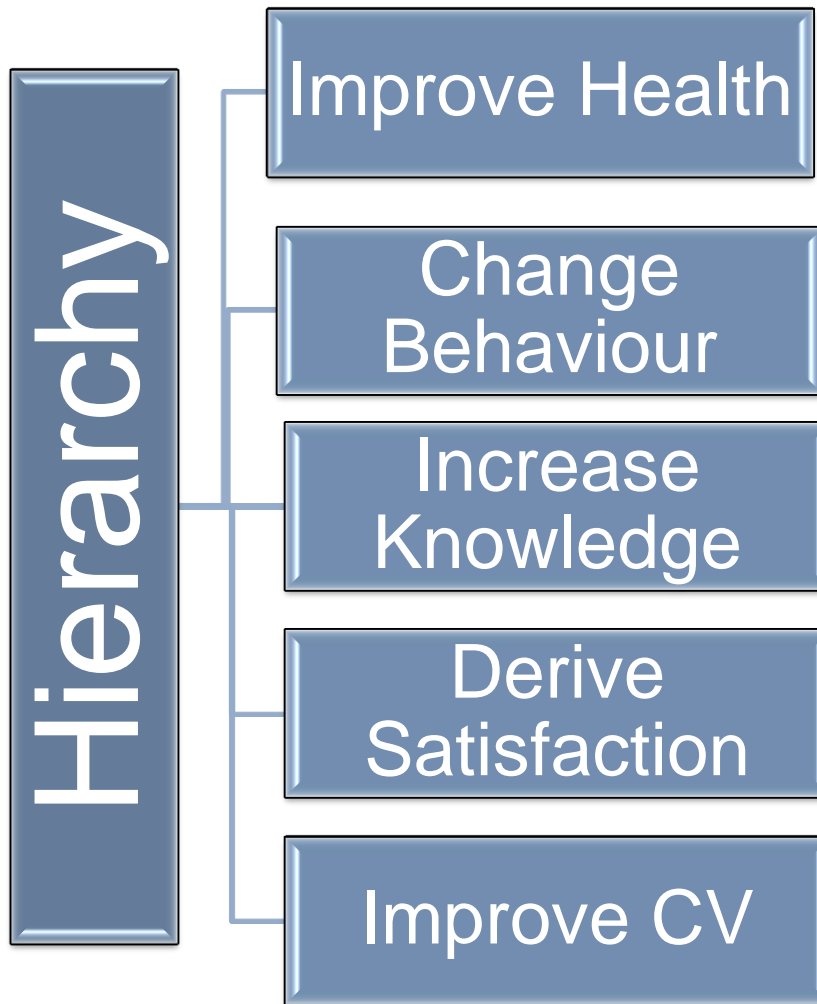 Hierarchy
Improve Health
Change
Behaviour
Increase
Knowledge
Derive
Satisfaction
Improve CV